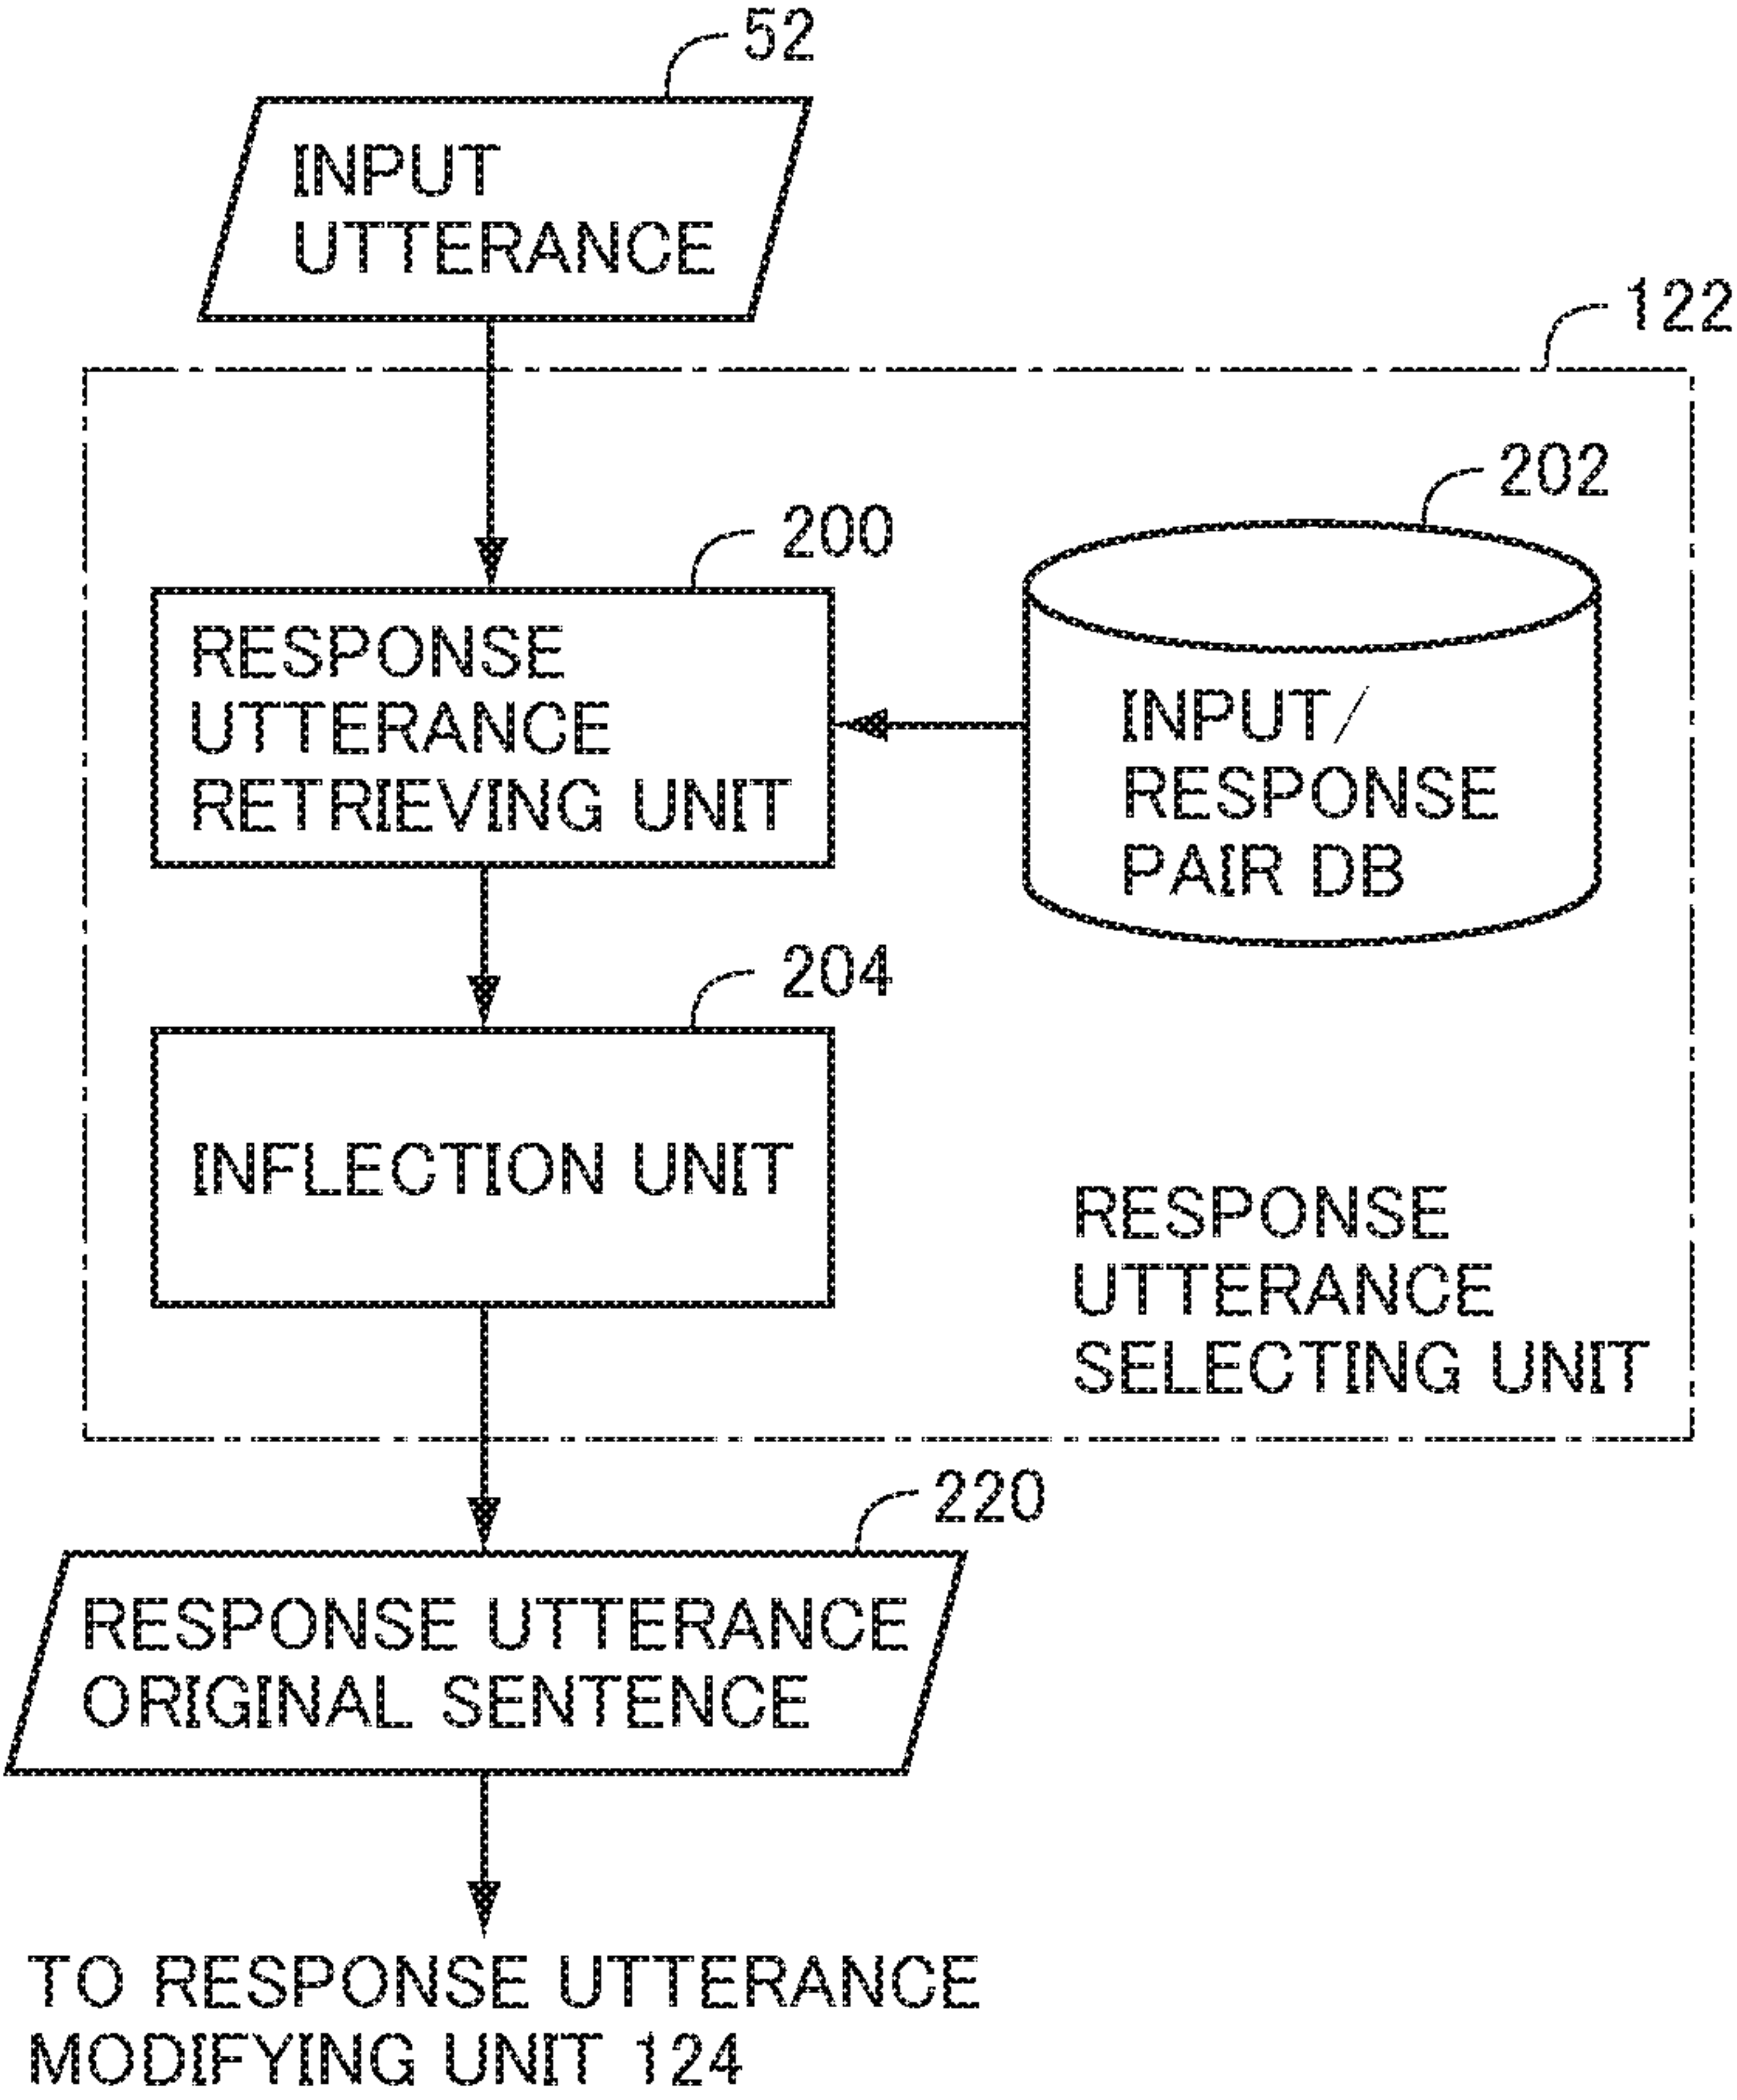 52
INPUT
UTTERANCE
122
202
200
RESPONSE
UTTERANCE
RETRIEVING UNIT
INPUT/
RESPONSE
PAIR DB
204
INFLECTION UNIT
RESPONSE
UTTERANCE
SELECTING UNIT
220
RESPONSE UTTERANCE
ORIGINAL SENTENCE
TO RESPONSE UTTERANCE
MODIFYING UNIT 124